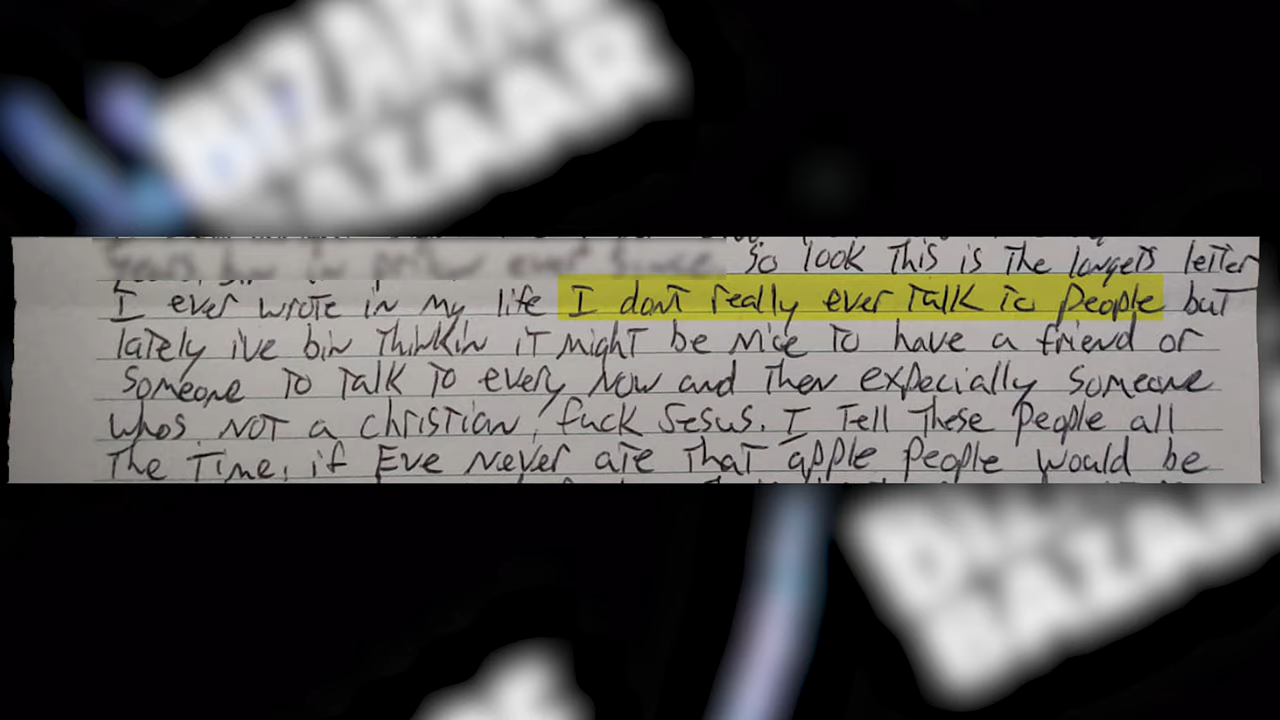 so look This is The longets letter
I ever wrote in my life I dont really ever Talk to People but
lately i've bin Thinkin iT Might be Nice To have a friend or
Someone To Talk To every Now and Then expecially Someone
whos NOT a christian, fuck Jesus. I Tell These People all
The Time, if Eve Never ate That apple People would be